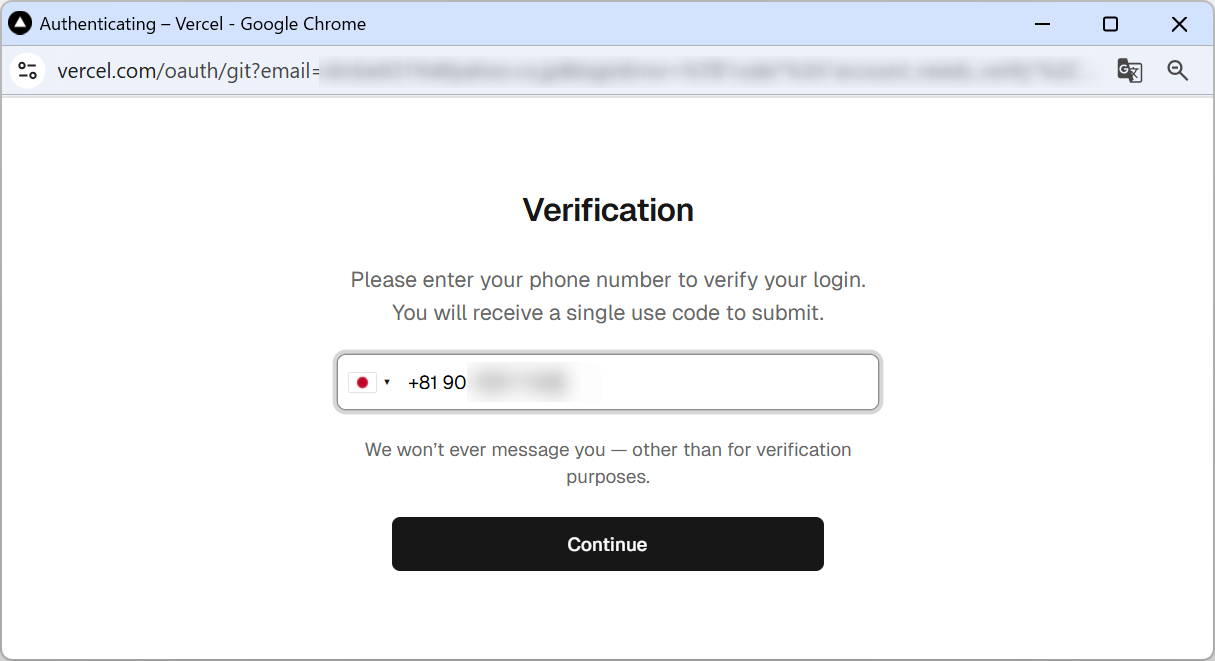 Authenticating – Vercel - Google Chrome
vercel.com/oauth/git?email=
Verification
Please enter your phone number to verify your login.
You will receive a single use code to submit.
+81 90
We won’t ever message you — other than for verification
purposes.
Continue